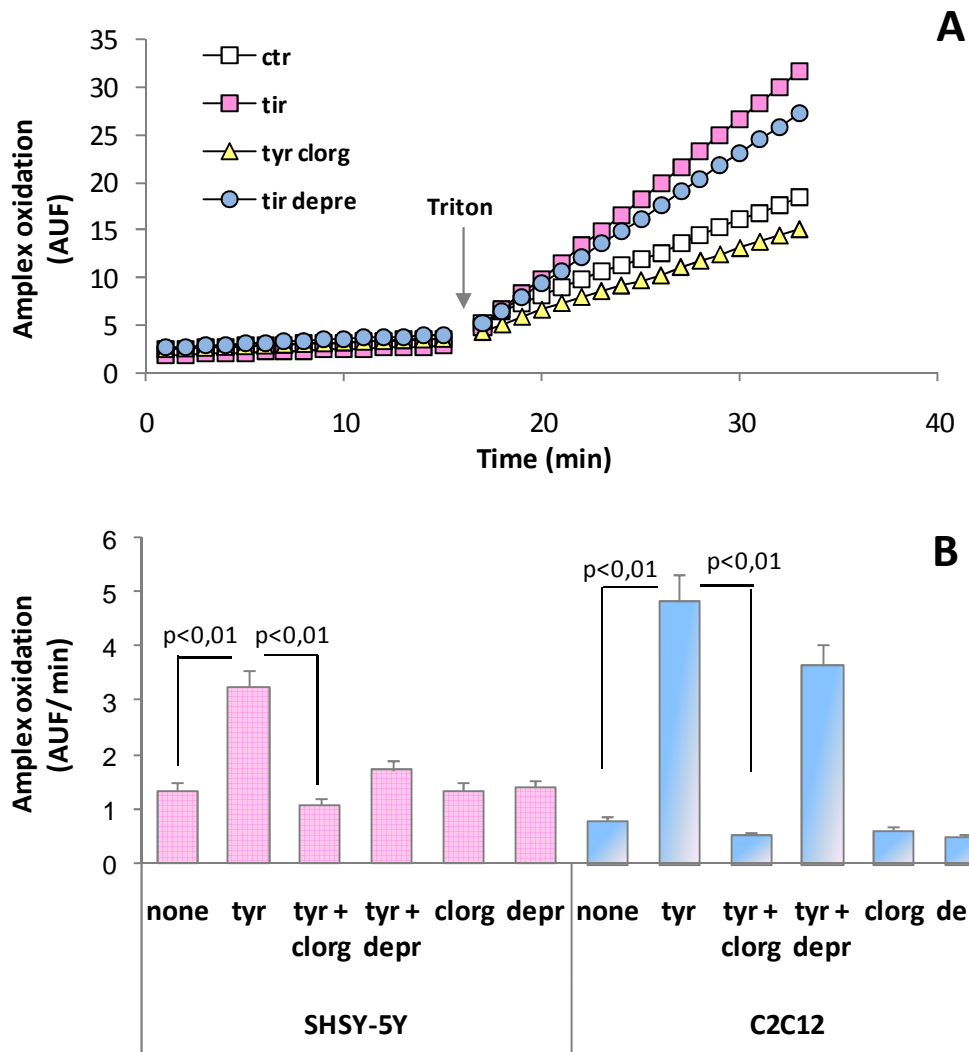 A
Amplex oxidation
(AUF)
35
30
25
20
15
10
5
0
ctr
tir
tyr clorg
tir depre
Triton
0 10 20 30 40
Time (min)
B
Amplex oxidation
(AUF/min)
6
5
4
3
2
1
0
p<0,01
p<0,01
p<0,01
p<0,01
none tyr tyr + clorg tyr + depr clorg depr none tyr tyr + clorg tyr + depr clorg de
SHSY-5Y C2C12